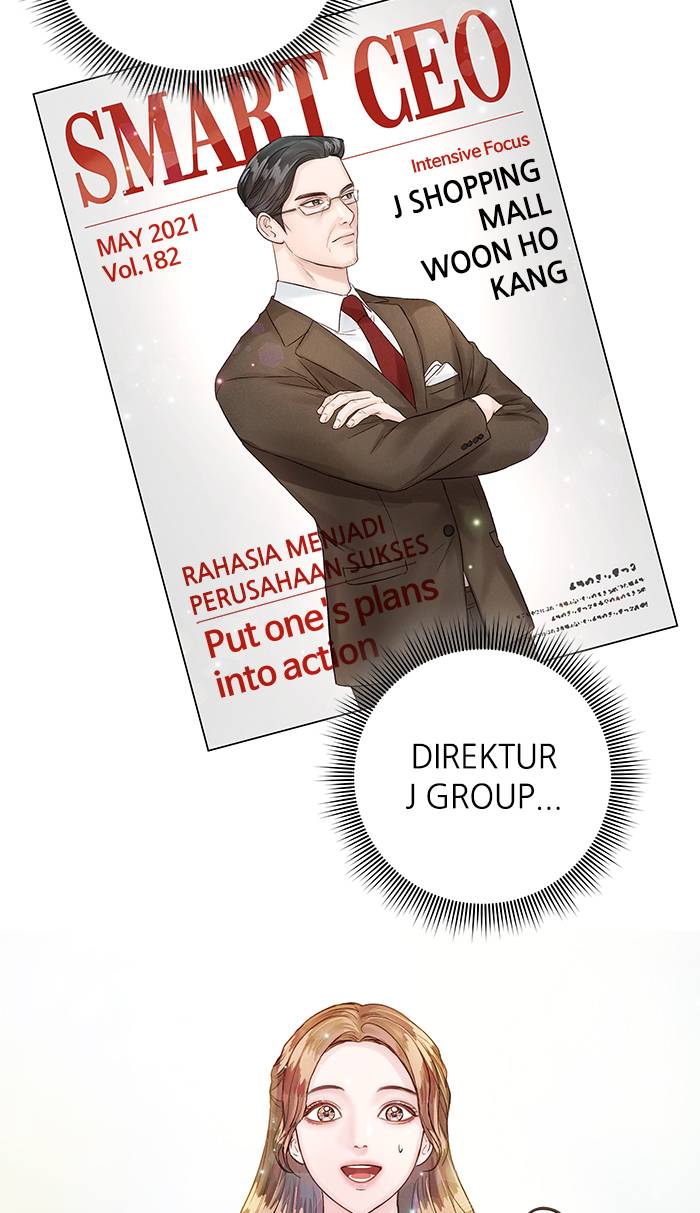 SMART CEO
Intensive Focus
J SHOPPING
MALL
WOON HO
KANG
MAY 2021
Vol.182
RAHASIA MENJADI
PERUSAHAAN SUKSES
Put one's plans
into action
DIREKTUR
J GROUP...